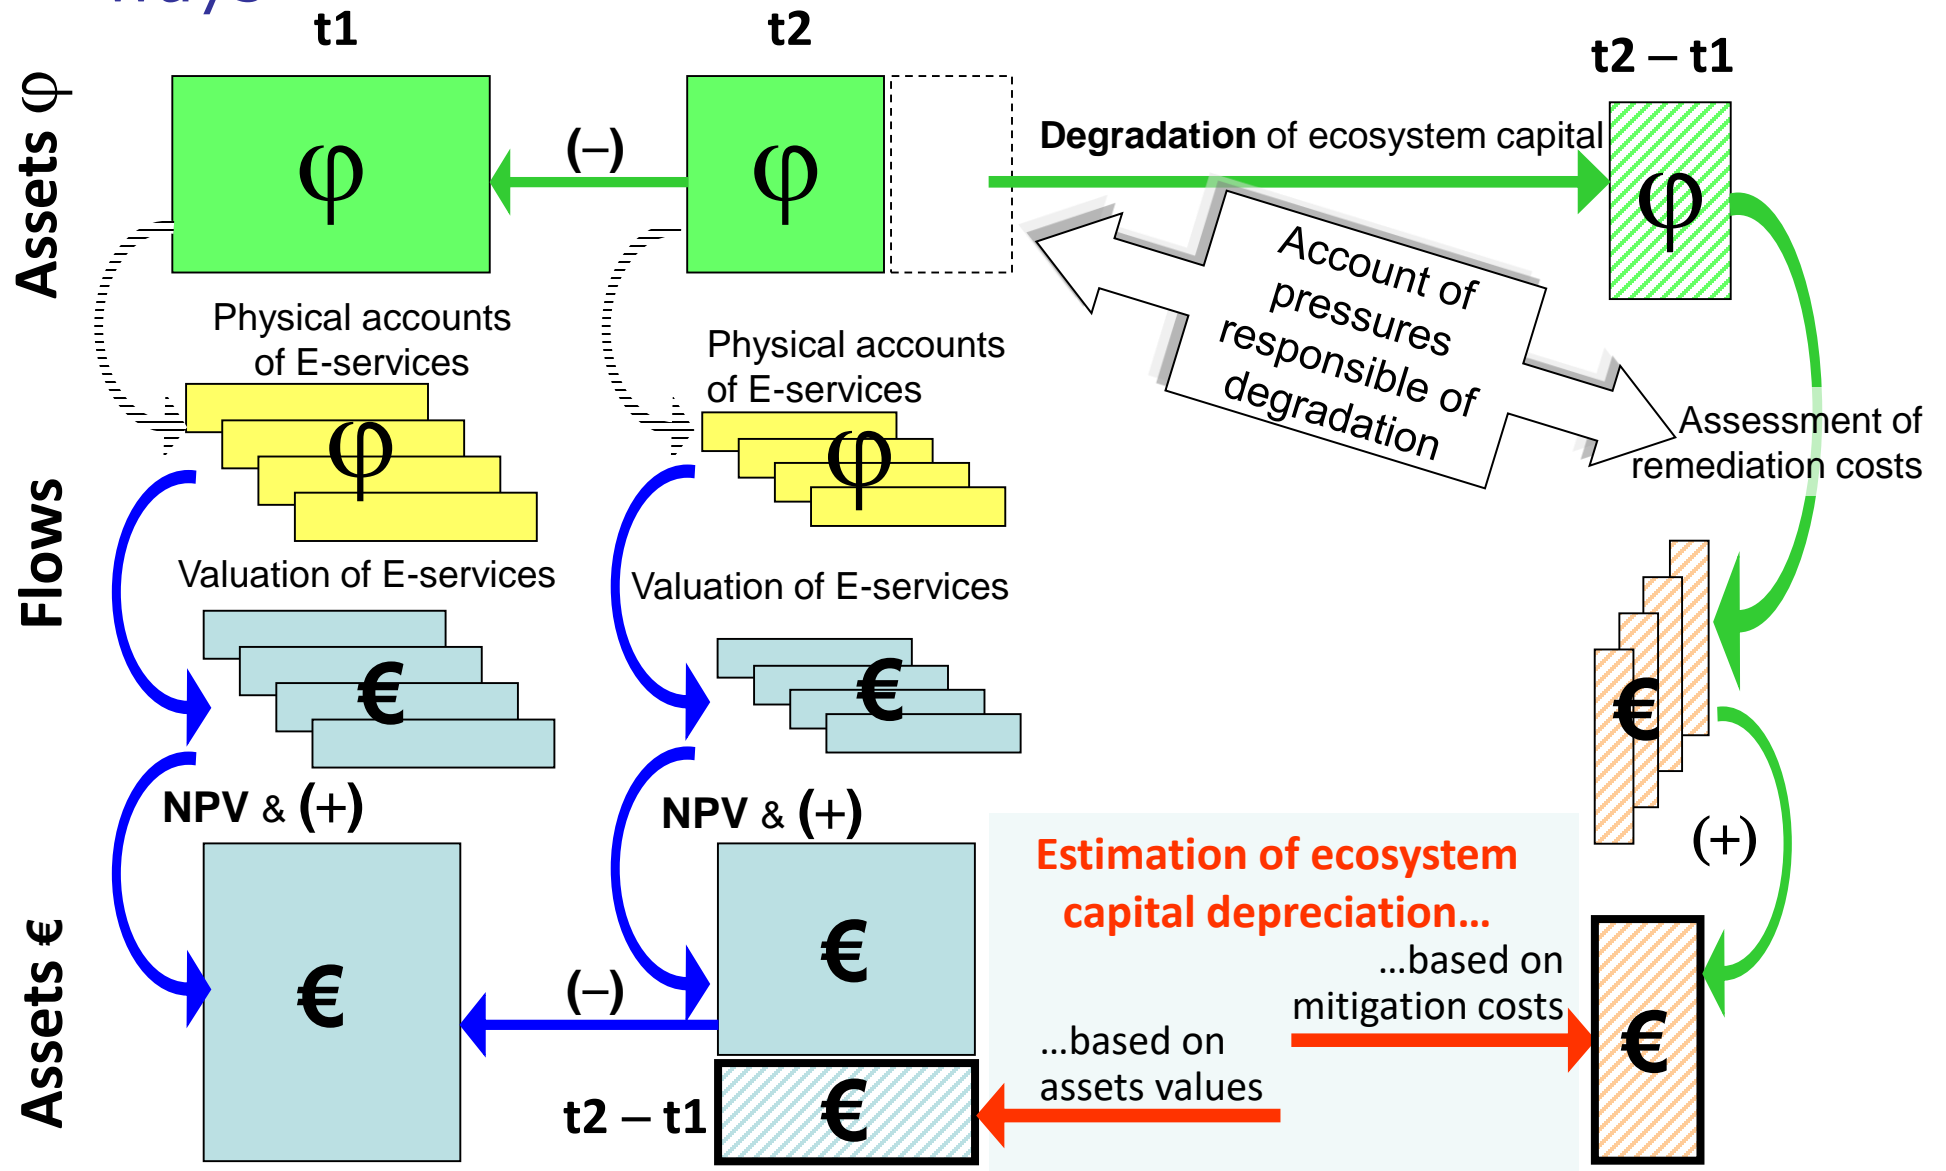 t1
t2
t2 – t1
Assets φ
φ
(–)
φ
Degradation of ecosystem capital
φ
Account of
pressures
responsible of
degradation
Physical accounts
of E-services
Physical accounts
of E-services
φ
φ
Assessment of
remediation costs
Flows
Valuation of E-services
Valuation of E-services
€
€
€
NPV & (+)
NPV & (+)
(+)
Estimation of ecosystem
capital depreciation...
...based on
mitigation costs
Assets €
€
(–)
€
...based on
assets values
€
t2 – t1
€